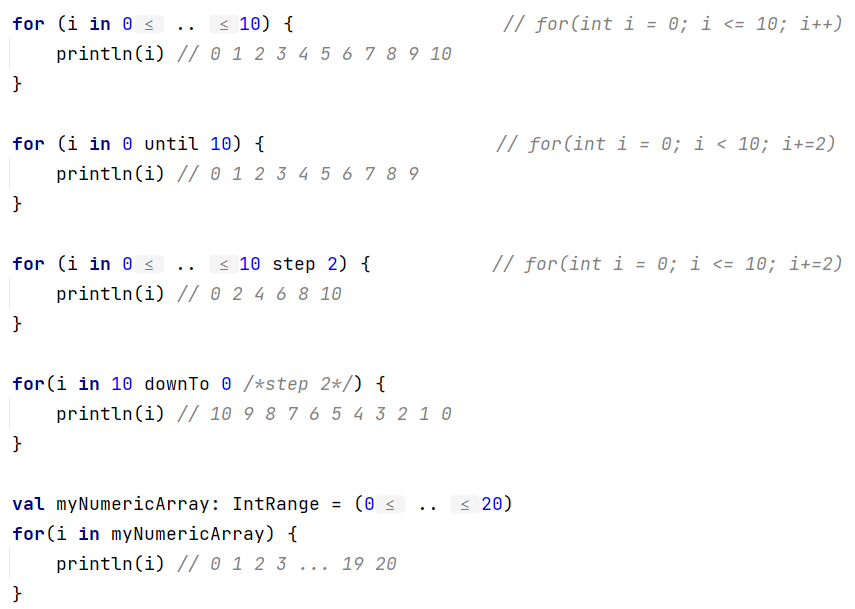 for (i in 0 ≤ .. ≤ 10) { // for(int i = 0; i <= 10; i++)
println(i) // 0 1 2 3 4 5 6 7 8 9 10
}
for (i in 0 until 10) { // for(int i = 0; i < 10; i+=2)
println(i) // 0 1 2 3 4 5 6 7 8 9
}
for (i in 0 ≤ .. ≤ 10 step 2) { // for(int i = 0; i <= 10; i+=2)
println(i) // 0 2 4 6 8 10
}
for(i in 10 downTo 0 /*step 2*/) {
println(i) // 10 9 8 7 6 5 4 3 2 1 0
}
val myNumericArray: IntRange = (0 ≤ .. ≤ 20)
for(i in myNumericArray) {
println(i) // 0 1 2 3 ... 19 20
}